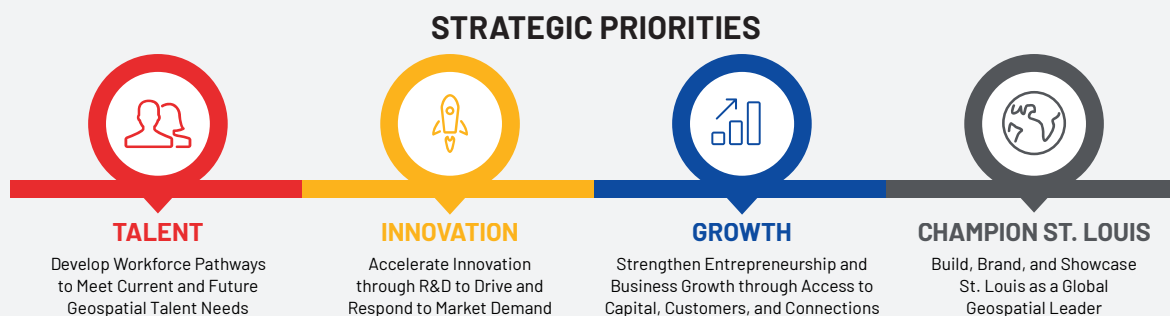 STRATEGIC PRIORITIES
TALENT
Develop Workforce Pathways
to Meet Current and Future
Geospatial Talent Needs
INNOVATION
Accelerate Innovation
through R&D to Drive and
Respond to Market Demand
GROWTH
Strengthen Entrepreneurship and
Business Growth through Access to
Capital, Customers, and Connections
CHAMPION ST. LOUIS
Build, Brand, and Showcase
St. Louis as a Global
Geospatial Leader